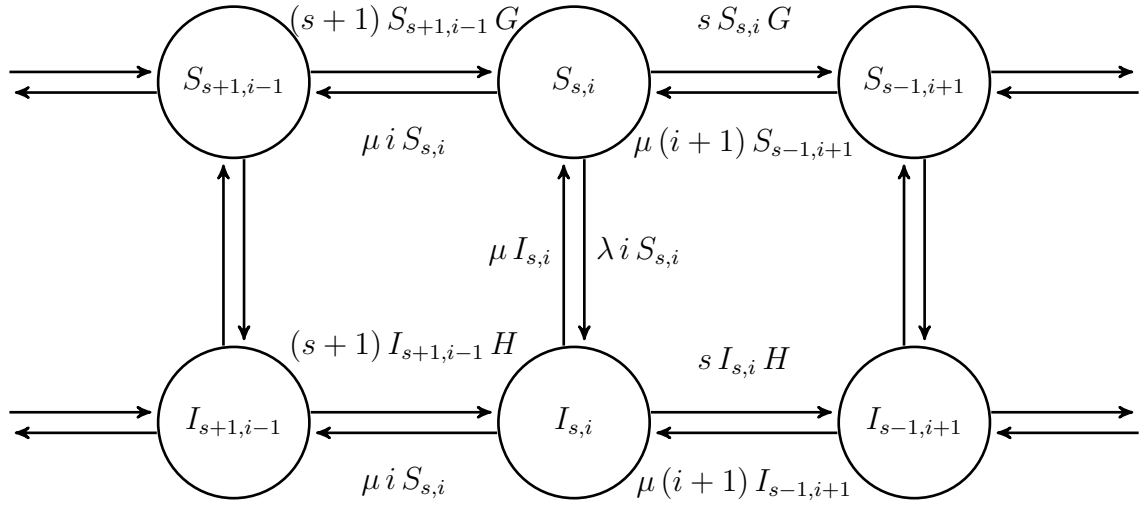 (s + 1) S_{s+1,i−1} G
s S_{s,i} G
S_{s+1,i−1}
S_{s,i}
S_{s−1,i+1}
μ i S_{s,i}
μ (i + 1) S_{s−1,i+1}
μ I_{s,i}
λ i S_{s,i}
(s + 1) I_{s+1,i−1} H
s I_{s,i} H
I_{s+1,i−1}
I_{s,i}
I_{s−1,i+1}
μ i S_{s,i}
μ (i + 1) I_{s−1,i+1}